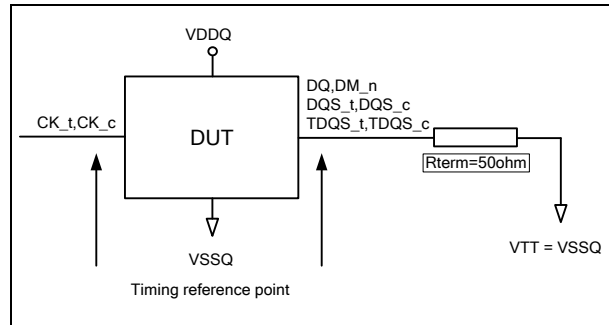 VDDQ
DQ,DM_n
DQS_t,DQS_c
TDQS_t,TDQS_c
CK_t,CK_c
DUT
Rterm=50ohm
VSSQ
VTT = VSSQ
Timing reference point